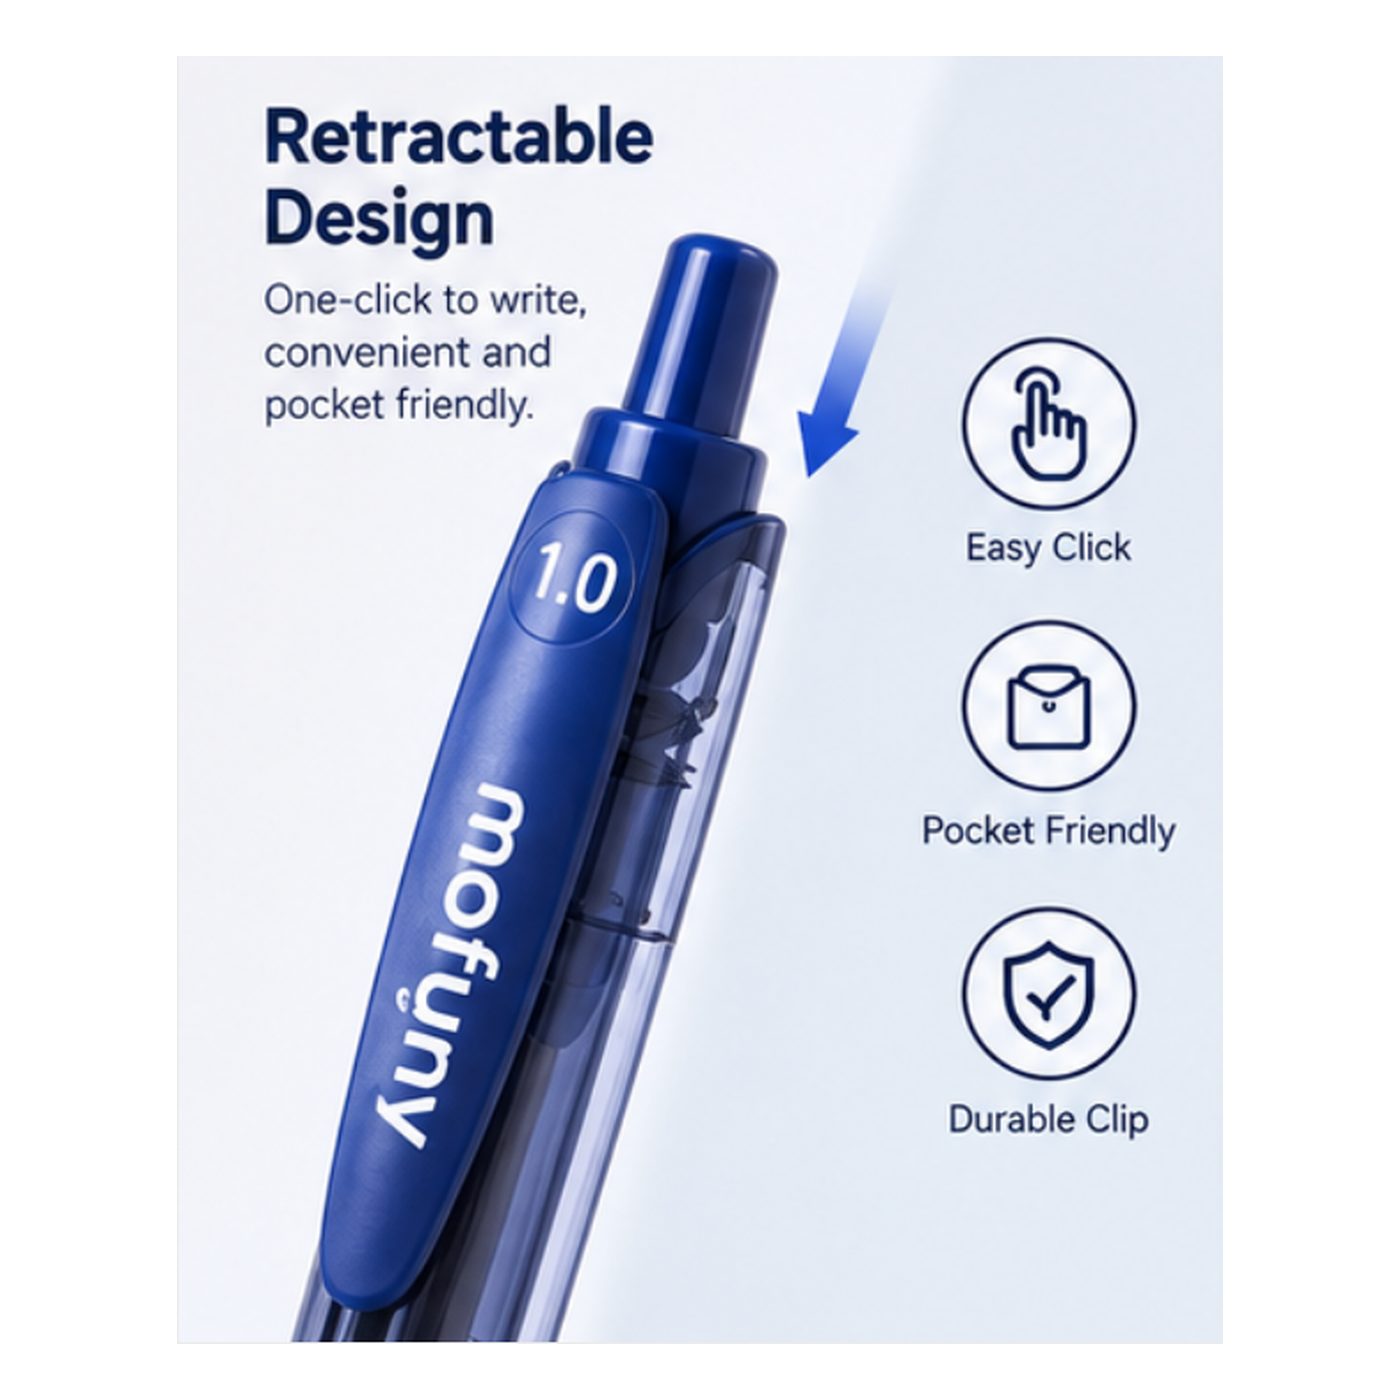 Retractable
Design
One-click to write,
convenient and
pocket friendly.
1.0
mofuny
Easy Click
Pocket Friendly
Durable Clip